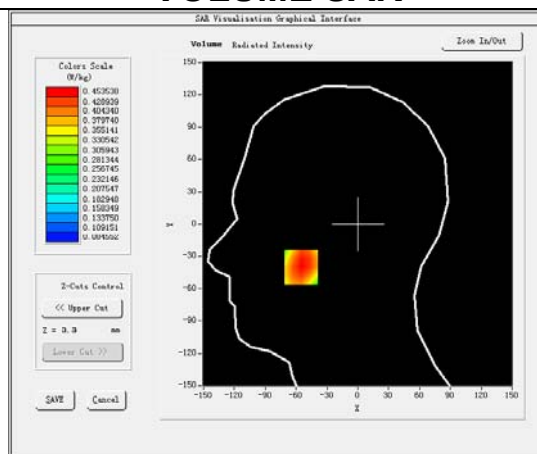 VOLUME SAR
SAR Visualisation Graphical Interface
Volume Radiated Intensity
Zoom In/Out
Colors Scale
(W/kg)
0.453538
0.428939
0.404340
0.379740
0.355141
0.330542
0.305943
0.281344
0.256745
0.232146
0.207547
0.182948
0.158349
0.133750
0.109151
0.084552
Z-Cuts Control
<< Upper Cut
Z = 3.3 mm
Lower Cut >>
SAVE
Cancel
150
120
90
60
30
0
-30
-60
-90
-120
-150
Y
-150 -120 -90 -60 -30 0 30 60 90 120 150
X